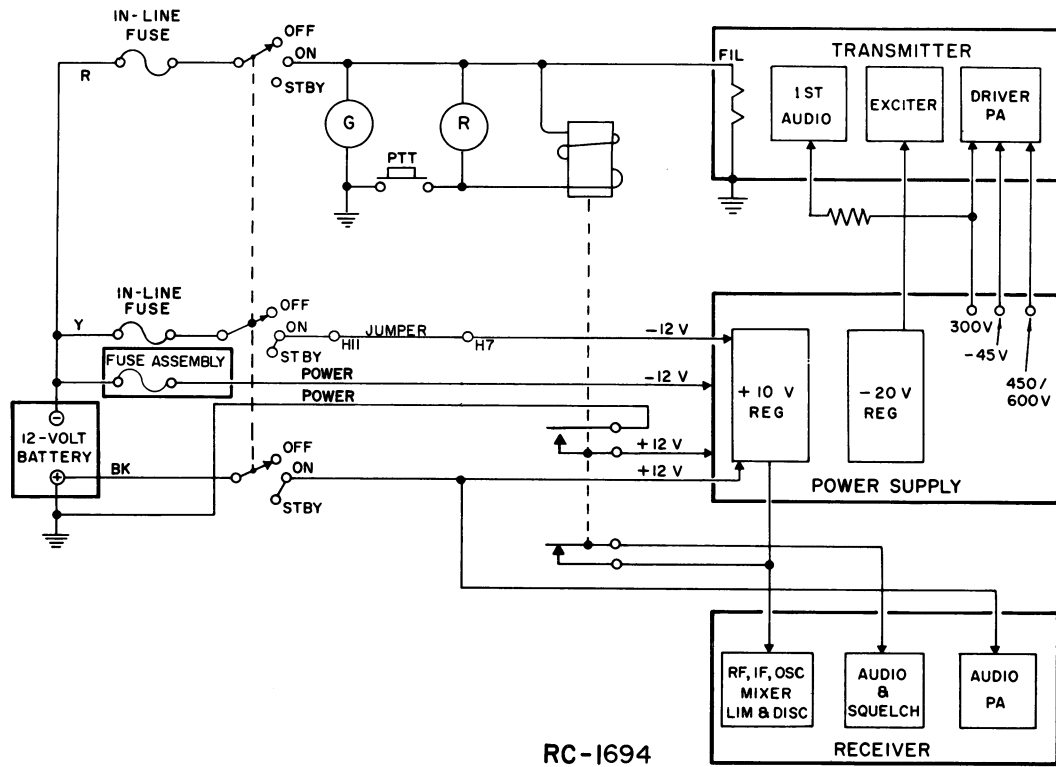 IN-LINE
FUSE
R
OFF
ON
STBY
G
R
PTT
FIL
TRANSMITTER
1ST
AUDIO
EXCITER
DRIVER
PA
IN-LINE
FUSE
Y
OFF
ON
STBY
H11
JUMPER
H7
-12 V
FUSE ASSEMBLY
POWER
-12 V
POWER
12-VOLT
BATTERY
BK
OFF
ON
STBY
+12 V
+12 V
+10 V
REG
-20 V
REG
300V
-45V
450/
600V
POWER SUPPLY
RF, IF, OSC
MIXER
LIM & DISC
AUDIO
&
SQUELCH
AUDIO
PA
RECEIVER
RC-1694